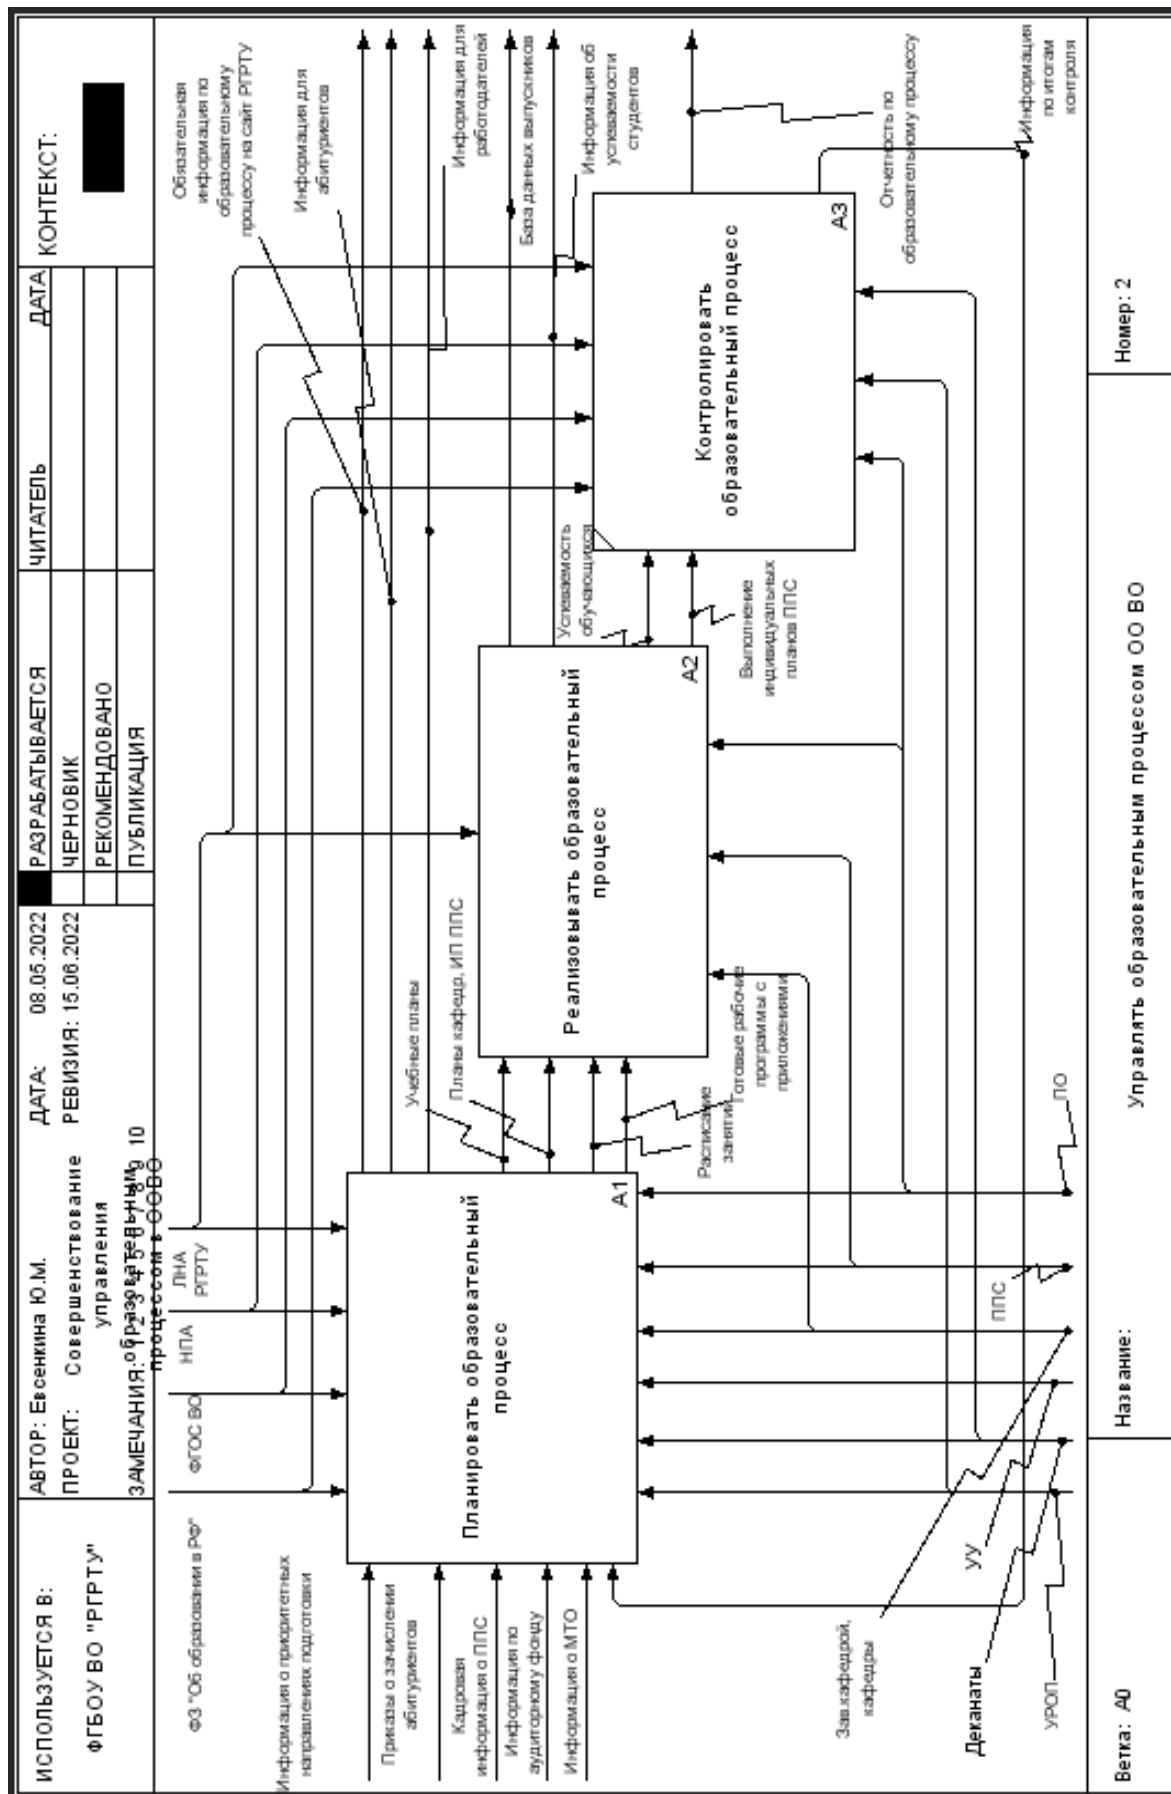 ИСПОЛЬЗУЕТСЯ В:
ФГБОУ ВО "РГРТУ"
АВТОР: Евсенкина Ю.М.
ДАТА: 08.05.2022
ПРОЕКТ: Совершенствование
управления
образовательным
процессом в ООВО
РЕВИЗИЯ: 15.06.2022
ЗАМЕЧАНИЯ: 1 2 3 4 5 6 7 8 9 10
РАЗРАБАТЫВАЕТСЯ
ЧЕРНОВИК
РЕКОМЕНДОВАНО
ПУБЛИКАЦИЯ
ЧИТАТЕЛЬ
ДАТА
КОНТЕКСТ:
ФЗ "Об образовании в РФ"
ФГОС ВО
НПА
ЛНА
РГРТУ
Обязательная
информация по
образовательному
процессу на сайт РГРТУ
Информация для
абитуриентов
Информация для
работодателей
База данных выпускников
Информация об
успеваемости
студентов
Информация о приоритетных
направлениях подготовки
Приказы о зачислении
абитуриентов
Кадровая
информация о ППС
Информация по
аудиторному фонду
Информация о МТО
Планировать образовательный
процесс
А1
Учебные планы
Планы кафедр, ИП ППС
Расписание
занятий
Готовые рабочие
программы с
приложениями
Реализовывать образовательный
процесс
А2
Успеваемость
обучающихся
Выполнение
индивидуальных
планов ППС
Контролировать
образовательный процесс
А3
Отчетность по
образовательному процессу
Информация
по итогам
контроля
Зав.кафедрой,
кафедры
Деканаты
УРОП
УУ
ППС
ПО
Ветка: А0
Название:
Управлять образовательным процессом ОО ВО
Номер: 2